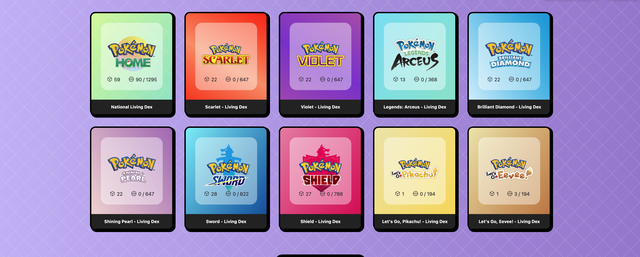 POKéMON HOME
59 90 / 1295
National Living Dex
POKéMON SCARLET
22 0 / 647
Scarlet - Living Dex
POKéMON VIOLET
22 0 / 647
Violet - Living Dex
POKéMON LEGENDS ARCEUS
13 0 / 368
Legends: Arceus - Living Dex
POKéMON BRILLIANT DIAMOND
22 0 / 647
Brilliant Diamond - Living Dex
POKéMON SHINING PEARL
22 0 / 647
Shining Pearl - Living Dex
POKéMON SWORD
28 0 / 822
Sword - Living Dex
POKéMON SHIELD
27 0 / 786
Shield - Living Dex
POKéMON Let's Go, Pikachu!
1 0 / 194
Let's Go, Pikachu! - Living Dex
POKéMON Let's Go, Eevee!
1 3 / 194
Let's Go, Eevee! - Living Dex